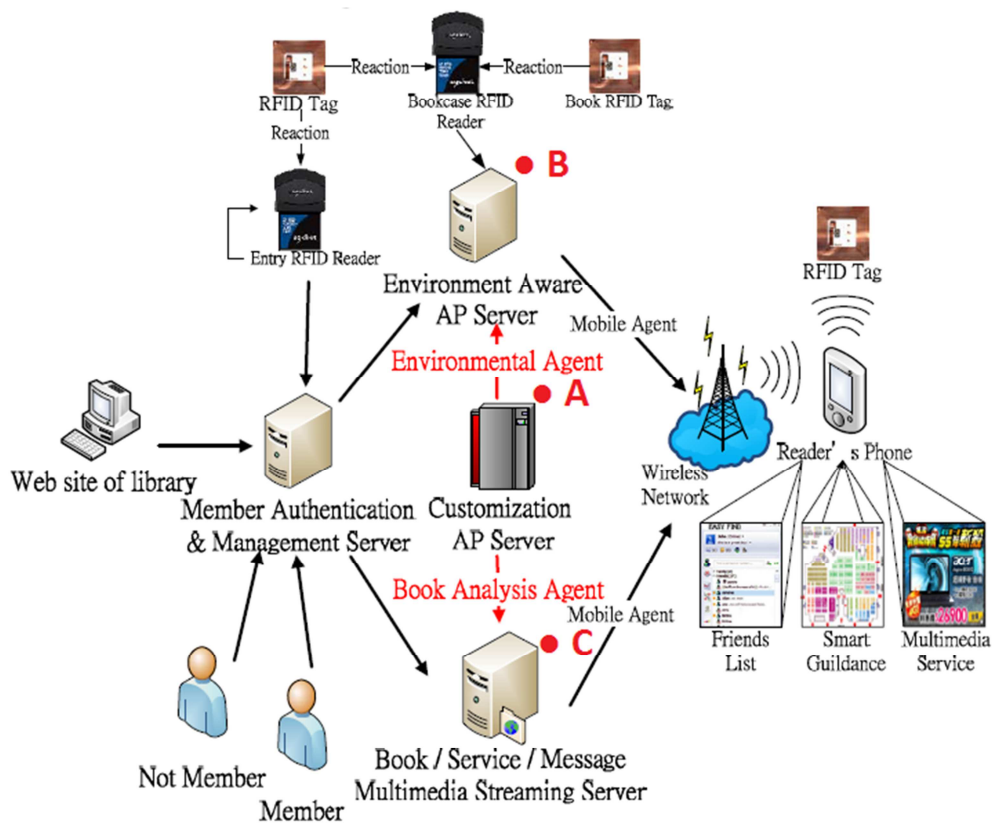 RFID Tag
Reaction
Bookcase RFID
Reader
Reaction
Book RFID Tag
Reaction
B
Entry RFID Reader
Environment Aware
AP Server
RFID Tag
Mobile Agent
Environmental Agent
A
Web site of library
Member Authentication
& Management Server
Customization
AP Server
Wireless
Network
Reader' s Phone
Book Analysis Agent
Mobile Agent
EASY FIND
26900
Friends
List
Smart
Guildance
Multimedia
Service
C
Not Member
Member
Book / Service / Message
Multimedia Streaming Server